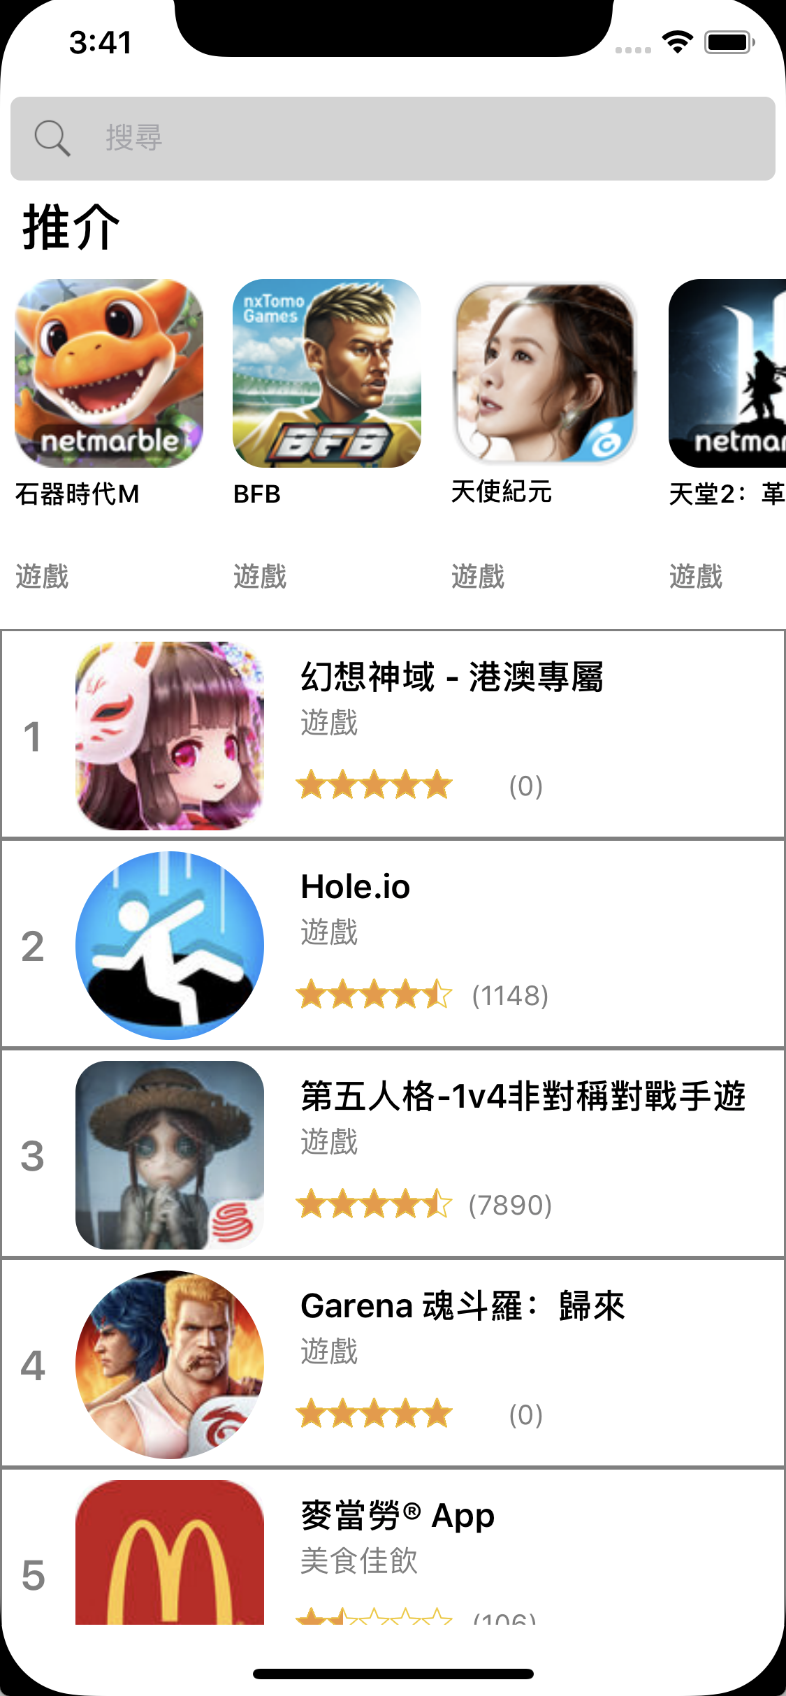 3:41
搜尋
推介
nxTomo
Games
netmarble
BFB
netmar
石器時代M
BFB
天使紀元
天堂2：革
遊戲
遊戲
遊戲
遊戲
1
幻想神域 - 港澳專屬
遊戲
(0)
2
Hole.io
遊戲
(1148)
3
第五人格-1v4非對稱對戰手遊
遊戲
(7890)
4
Garena 魂斗羅：歸來
遊戲
(0)
5
麥當勞® App
美食佳飲
(106)